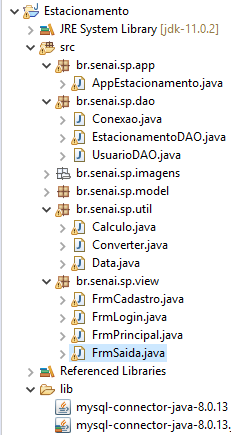 Estacionamento
JRE System Library [jdk-11.0.2]
src
br.senai.sp.app
AppEstacionamento.java
br.senai.sp.dao
Conexao.java
EstacionamentoDAO.java
UsuarioDAO.java
br.senai.sp.imagens
br.senai.sp.model
br.senai.sp.util
Calculo.java
Converter.java
Data.java
br.senai.sp.view
FrmCadastro.java
FrmLogin.java
FrmPrincipal.java
FrmSaida.java
Referenced Libraries
lib
mysql-connector-java-8.0.13
mysql-connector-java-8.0.13.